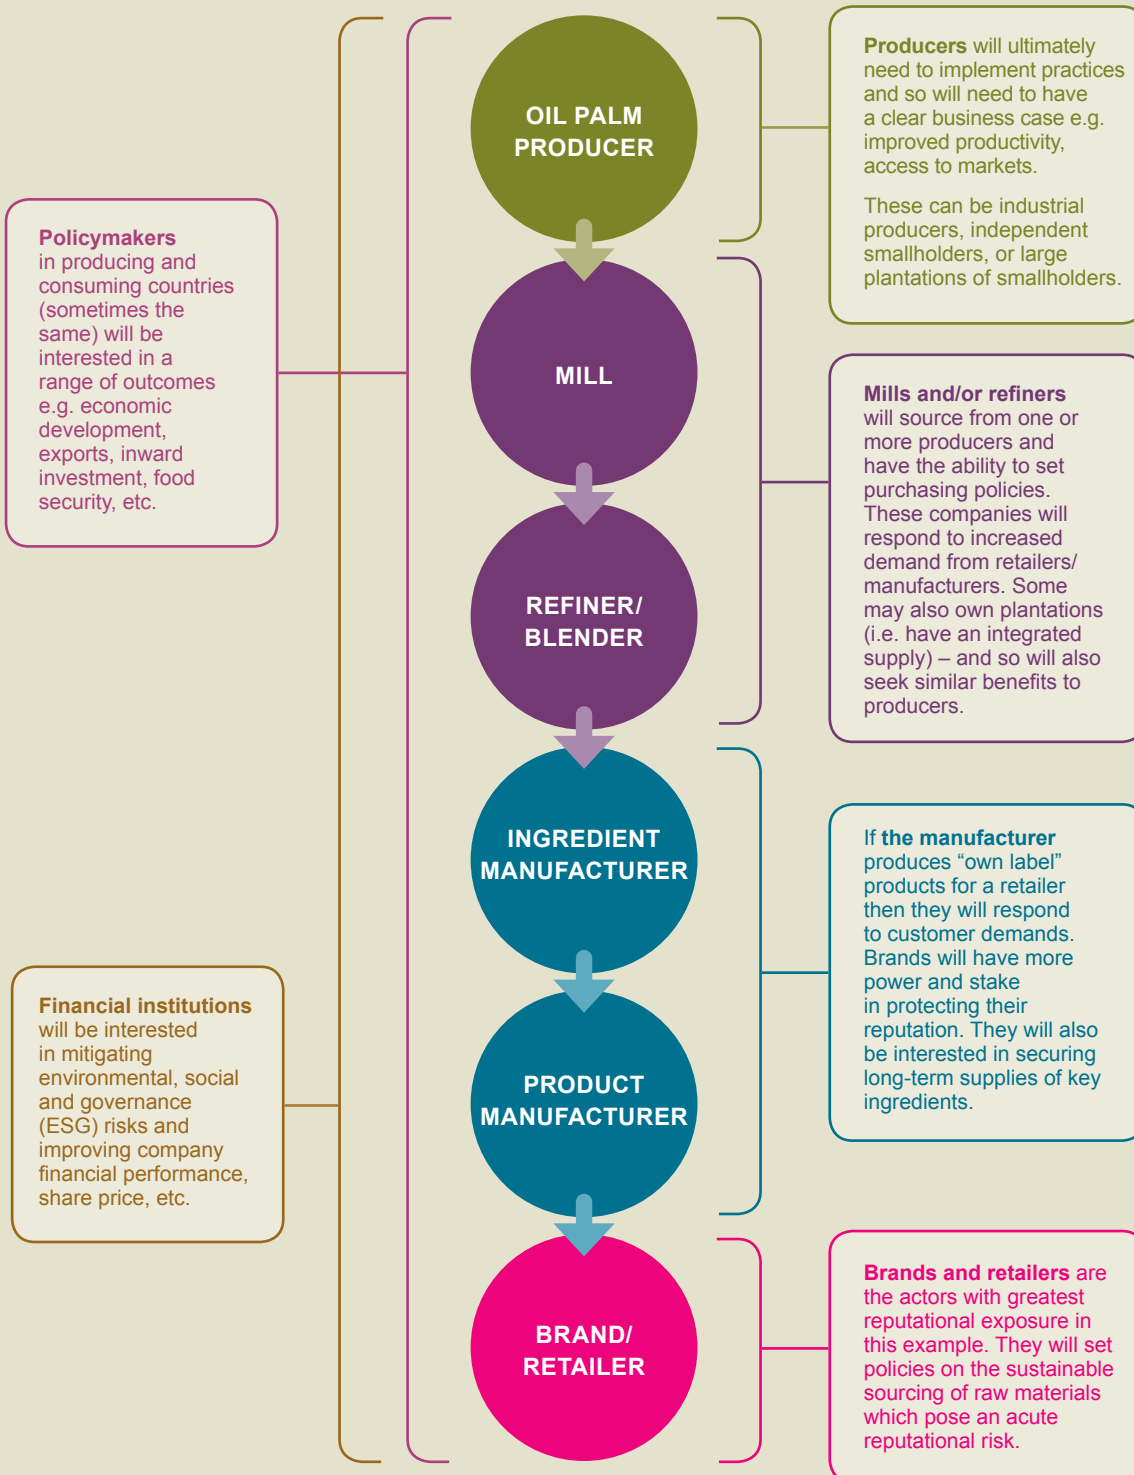 OIL PALM
PRODUCER
MILL
REFINER/
BLENDER
INGREDIENT
MANUFACTURER
PRODUCT
MANUFACTURER
BRAND/
RETAILER
Policymakers
in producing and
consuming countries
(sometimes the
same) will be
interested in a
range of outcomes
e.g. economic
development,
exports, inward
investment, food
security, etc.
Financial institutions
will be interested
in mitigating
environmental, social
and governance
(ESG) risks and
improving company
financial performance,
share price, etc.
Producers will ultimately
need to implement practices
and so will need to have
a clear business case e.g.
improved productivity,
access to markets.
These can be industrial
producers, independent
smallholders, or large
plantations of smallholders.
Mills and/or refiners
will source from one or
more producers and
have the ability to set
purchasing policies.
These companies will
respond to increased
demand from retailers/
manufacturers. Some
may also own plantations
(i.e. have an integrated
supply) – and so will also
seek similar benefits to
producers.
If the manufacturer
produces “own label”
products for a retailer
then they will respond
to customer demands.
Brands will have more
power and stake
in protecting their
reputation. They will also
be interested in securing
long-term supplies of key
ingredients.
Brands and retailers are
the actors with greatest
reputational exposure in
this example. They will set
policies on the sustainable
sourcing of raw materials
which pose an acute
reputational risk.